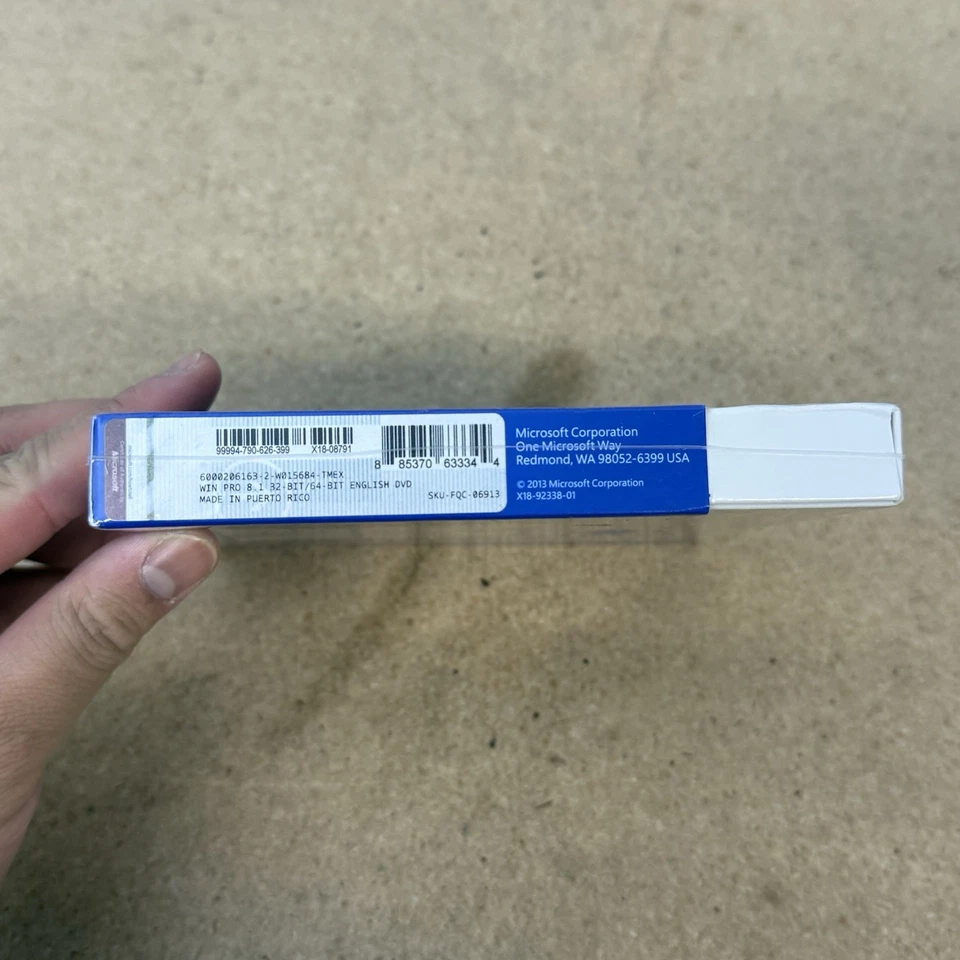 Microsoft
99994-790-626-399 X18-08791
8 85370 63334 4
6000206163-2-W015684-TMEX
WIN PRO 8.1 32-BIT/64-BIT ENGLISH DVD
MADE IN PUERTO RICO
SKU-FQC-06913
Microsoft Corporation
One Microsoft Way
Redmond, WA 98052-6399 USA
© 2013 Microsoft Corporation
X18-92338-01